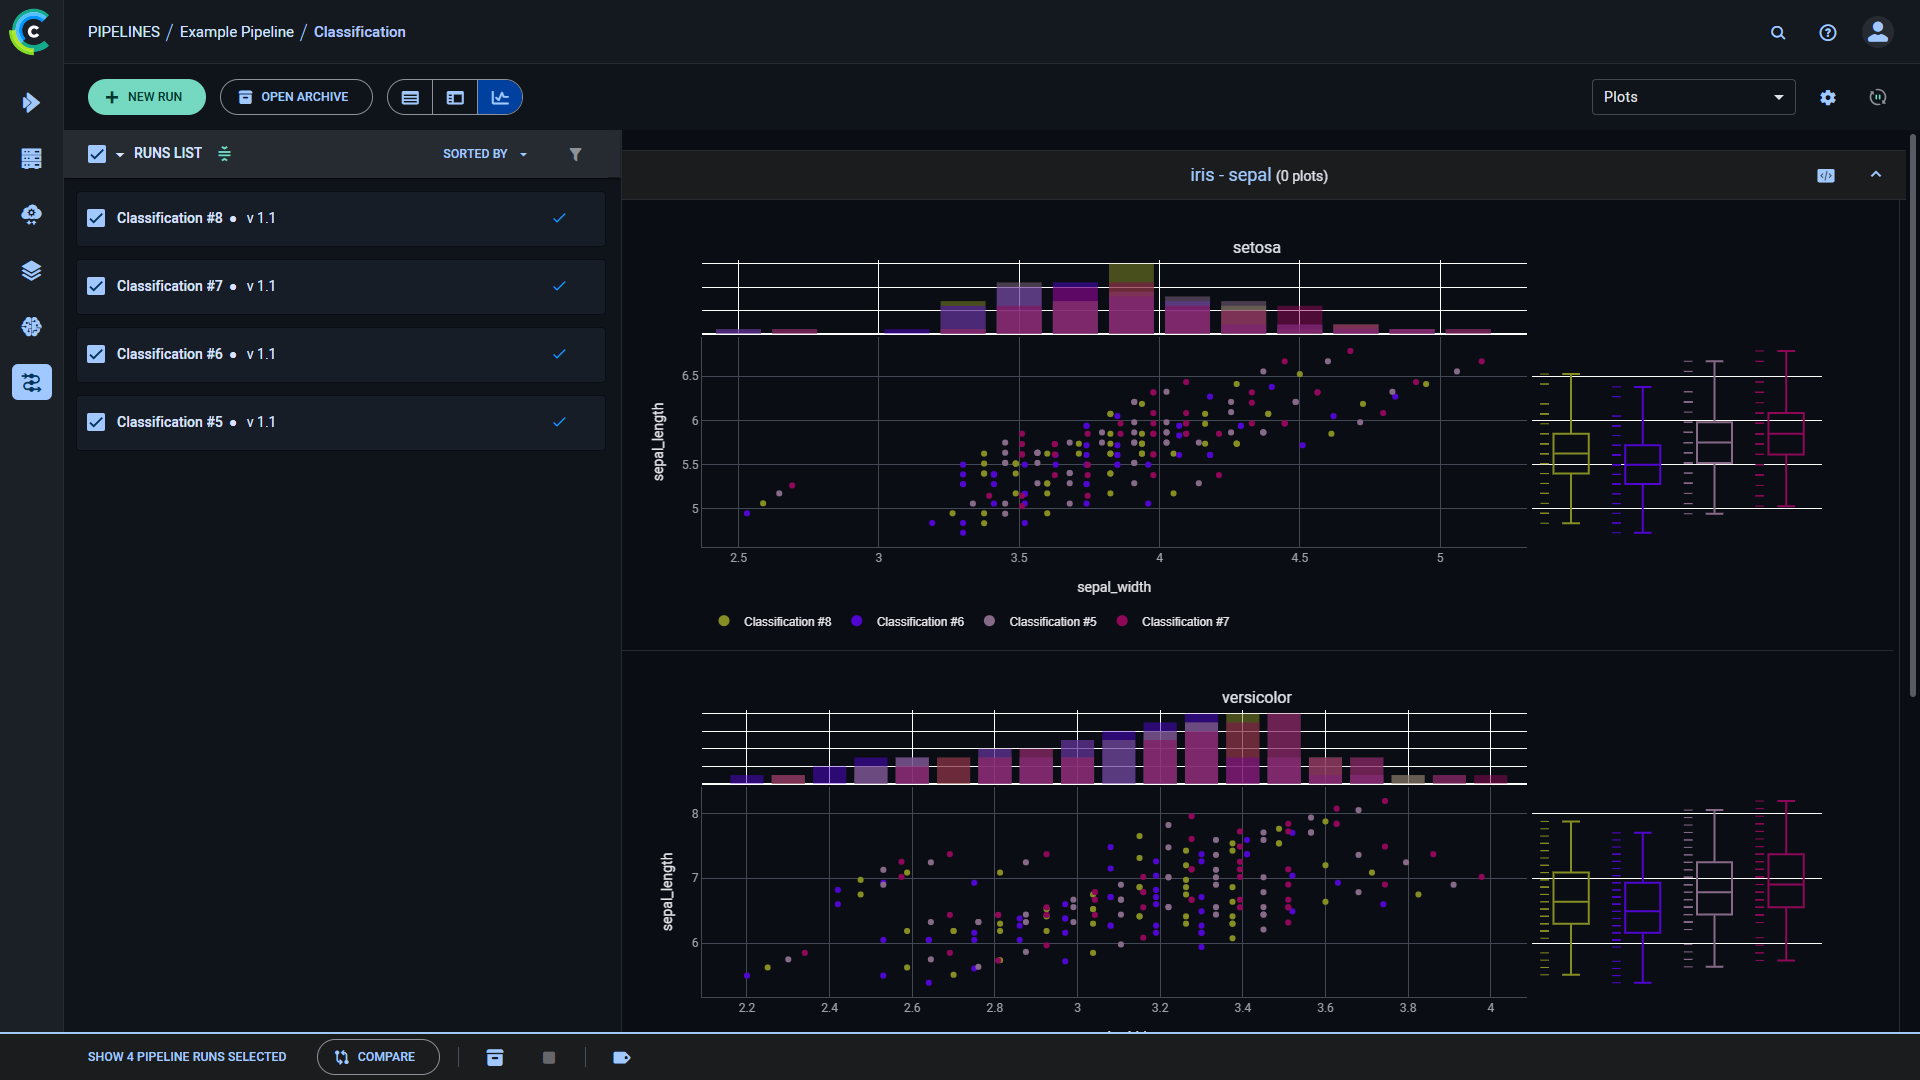 PIPELINES / Example Pipeline / Classification
NEW RUN
OPEN ARCHIVE
Plots
RUNS LIST
SORTED BY
Classification #8 • v 1.1
Classification #7 • v 1.1
Classification #6 • v 1.1
Classification #5 • v 1.1
iris - sepal (0 plots)
setosa
6.5
6
5.5
5
sepal_length
2.5 3 3.5 4 4.5 5
sepal_width
Classification #8 Classification #6 Classification #5 Classification #7
versicolor
8
7
6
sepal_length
2.2 2.4 2.6 2.8 3 3.2 3.4 3.6 3.8 4
SHOW 4 PIPELINE RUNS SELECTED
COMPARE